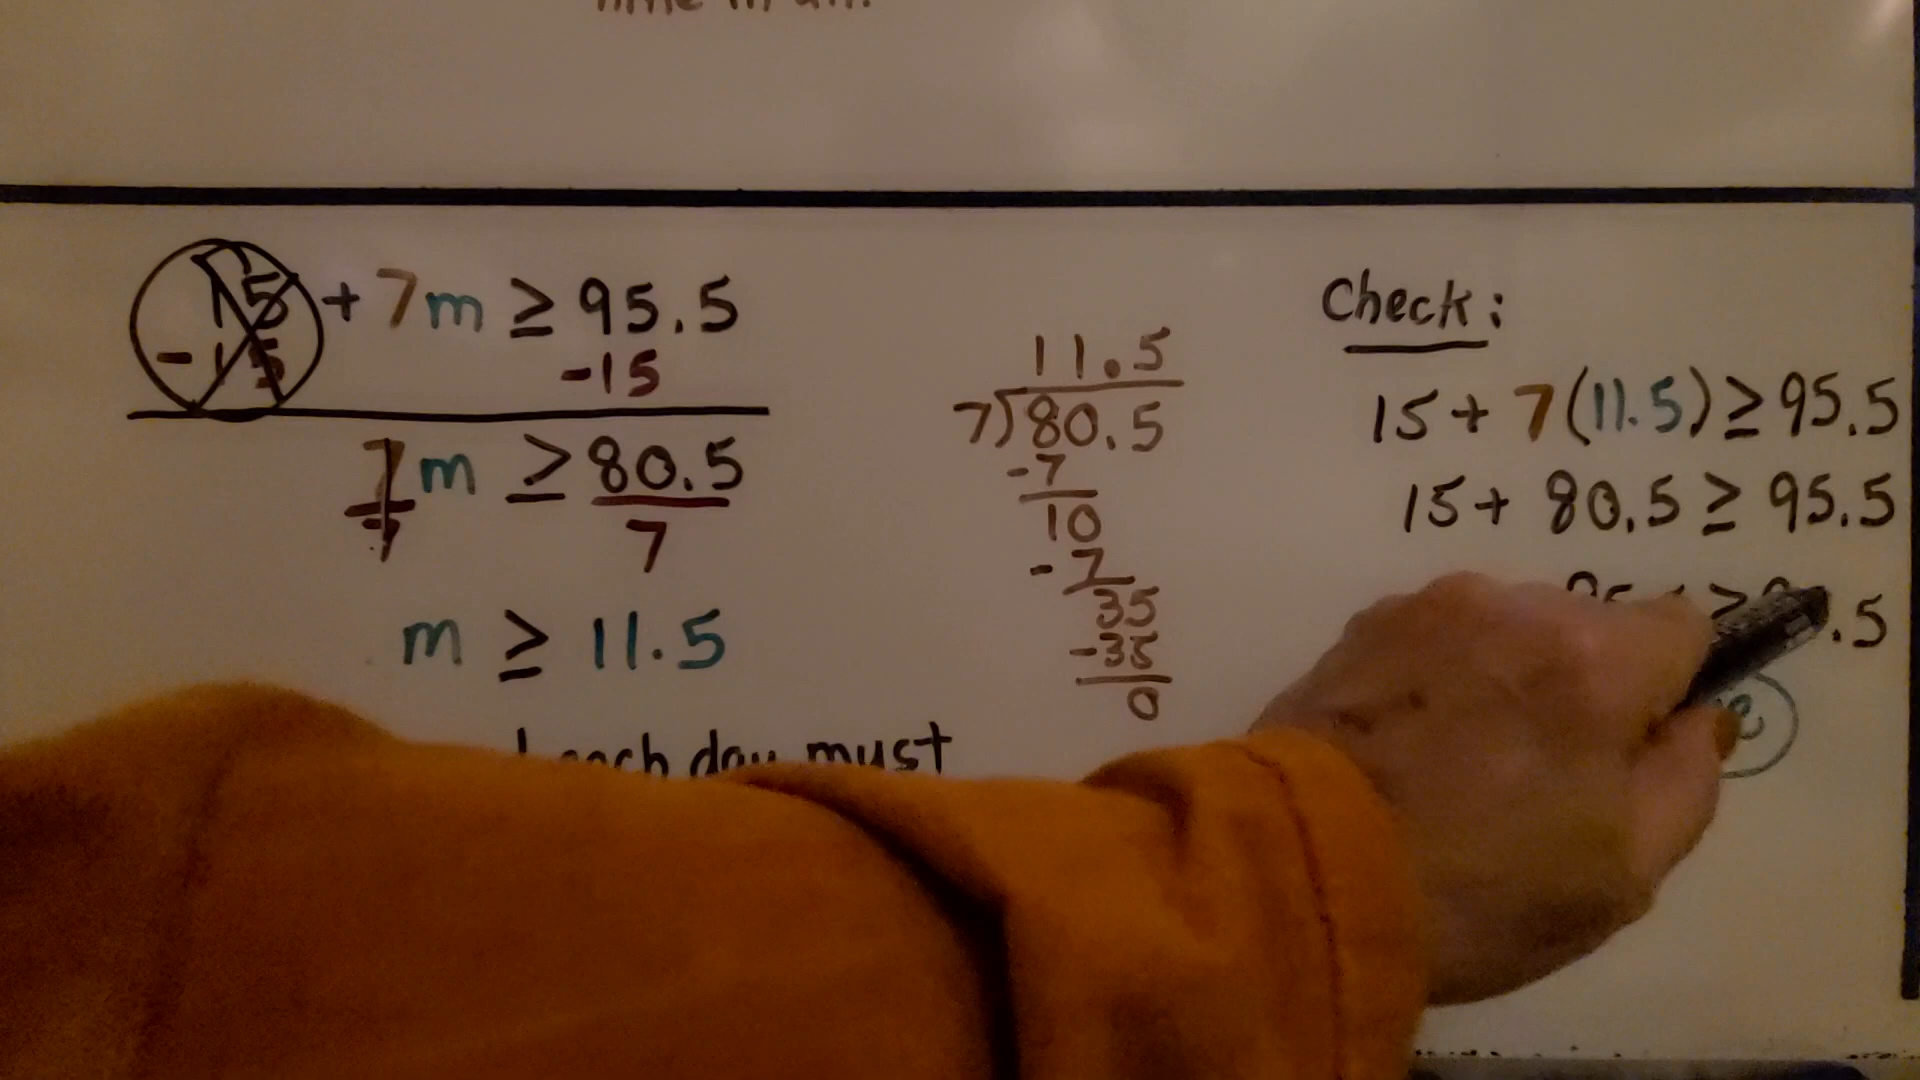 15 + 7m ≥ 95.5
-15 -15
7m ≥ 80.5
7 7
m ≥ 11.5
each day must
11.5
7)80.5
-7
10
-7
35
-35
0
Check:
15 + 7(11.5) ≥ 95.5
15 + 80.5 ≥ 95.5
≥ .5